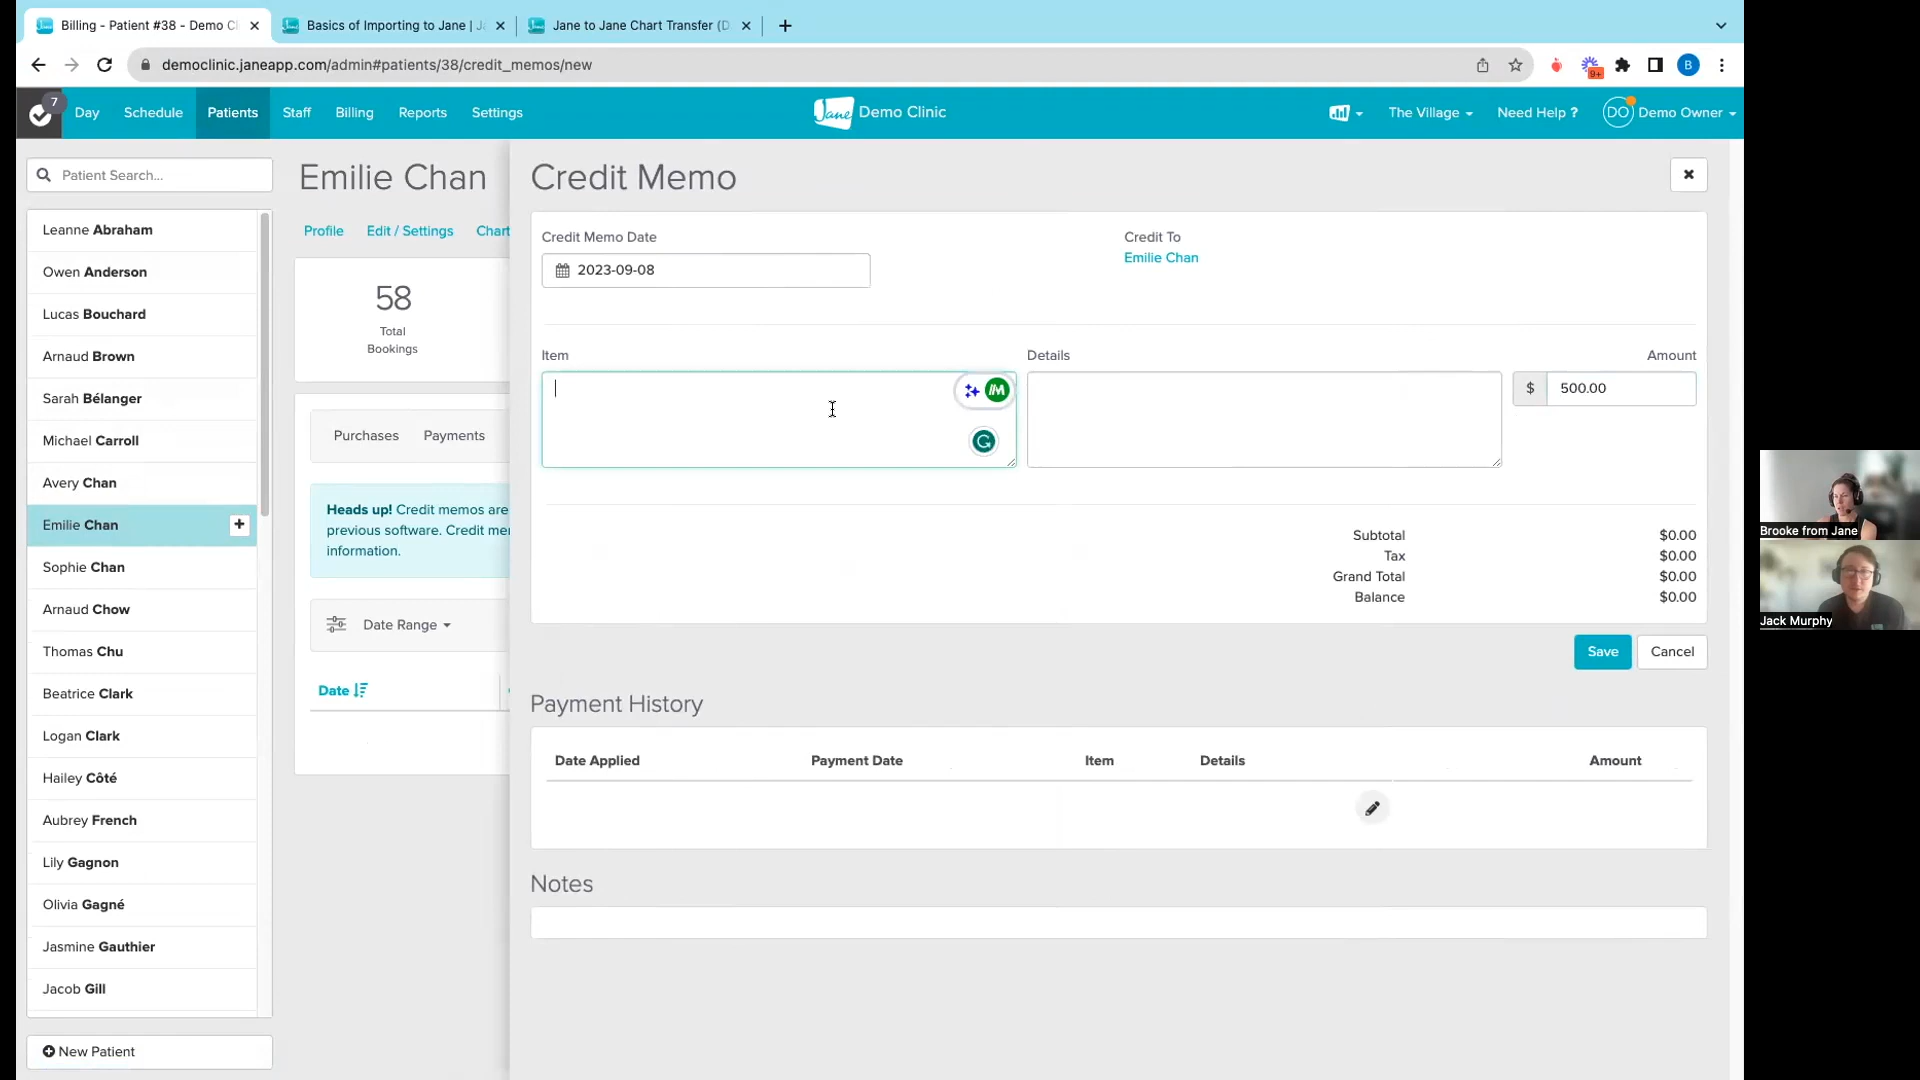 Billing - Patient #38 - Demo Cl
Basics of Importing to Jane | J
Jane to Jane Chart Transfer (D
democlinic.janeapp.com/admin#patients/38/credit_memos/new
9+
B
7
Day
Schedule
Patients
Staff
Billing
Reports
Settings
Jane
Demo Clinic
The Village
Need Help ?
DO
Demo Owner
Patient Search...
Leanne Abraham
Owen Anderson
Lucas Bouchard
Arnaud Brown
Sarah Bélanger
Michael Carroll
Avery Chan
Emilie Chan
Sophie Chan
Arnaud Chow
Thomas Chu
Beatrice Clark
Logan Clark
Hailey Côté
Aubrey French
Lily Gagnon
Olivia Gagné
Jasmine Gauthier
Jacob Gill
New Patient
Emilie Chan
Profile
Edit / Settings
Chart
58
Total
Bookings
Purchases
Payments
Heads up! Credit memos are
previous software. Credit me
information.
Date Range
Date
Credit Memo
Credit Memo Date
2023-09-08
Credit To
Emilie Chan
Item
Details
Amount
$
500.00
Subtotal
$0.00
Tax
$0.00
Grand Total
$0.00
Balance
$0.00
Save
Cancel
Payment History
Date Applied
Payment Date
Item
Details
Amount
Notes
Brooke from Jane
Jack Murphy